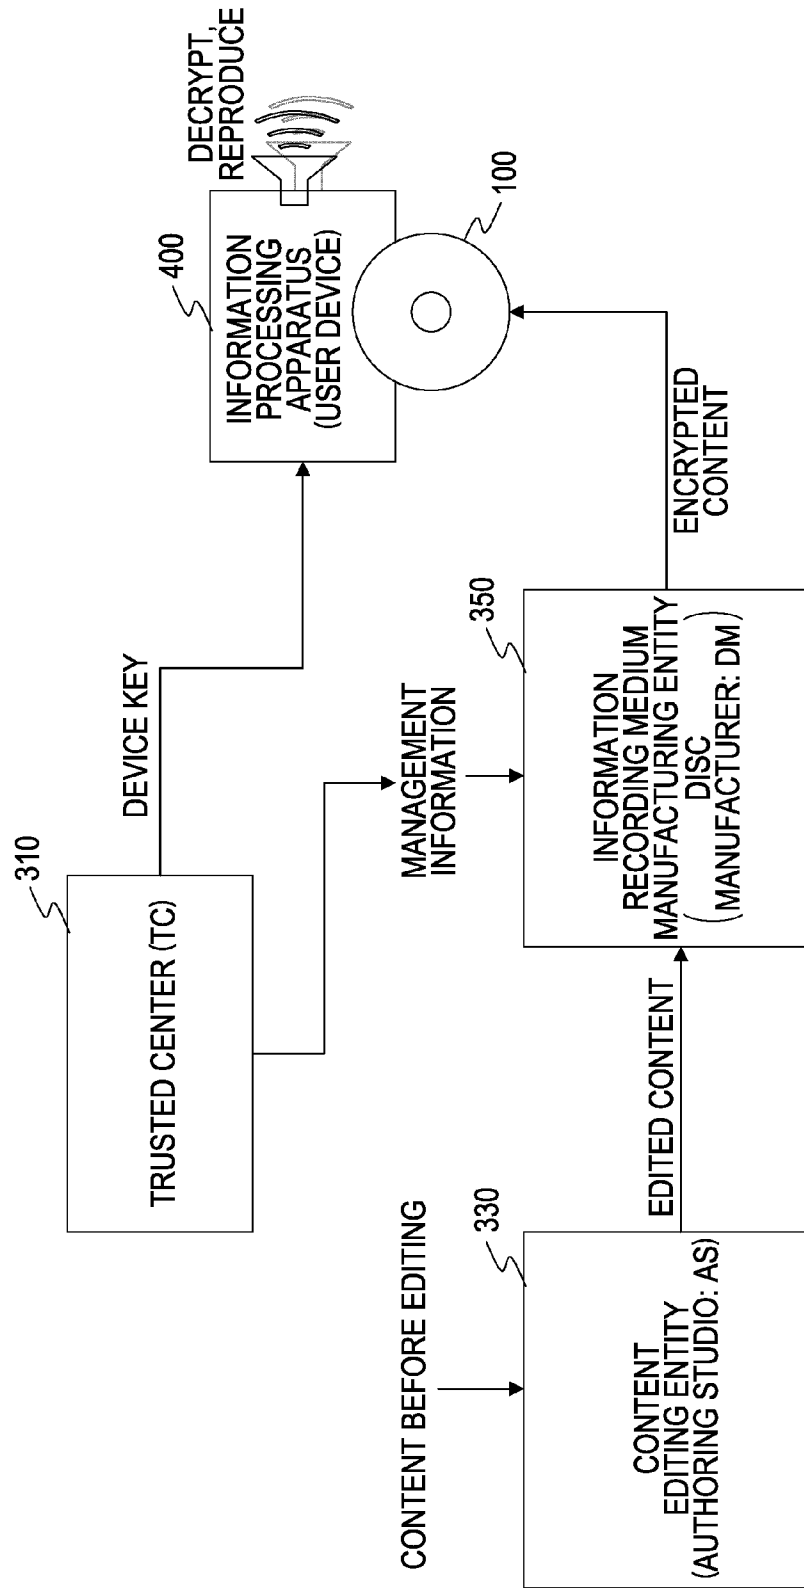 310
TRUSTED CENTER (TC)
DEVICE KEY
400
INFORMATION
PROCESSING
APPARATUS
(USER DEVICE)
DECRYPT,
REPRODUCE
100
MANAGEMENT
INFORMATION
CONTENT BEFORE EDITING
330
CONTENT
EDITING ENTITY
(AUTHORING STUDIO: AS)
EDITED CONTENT
350
INFORMATION
RECORDING MEDIUM
MANUFACTURING ENTITY
(DISC
MANUFACTURER: DM)
ENCRYPTED
CONTENT